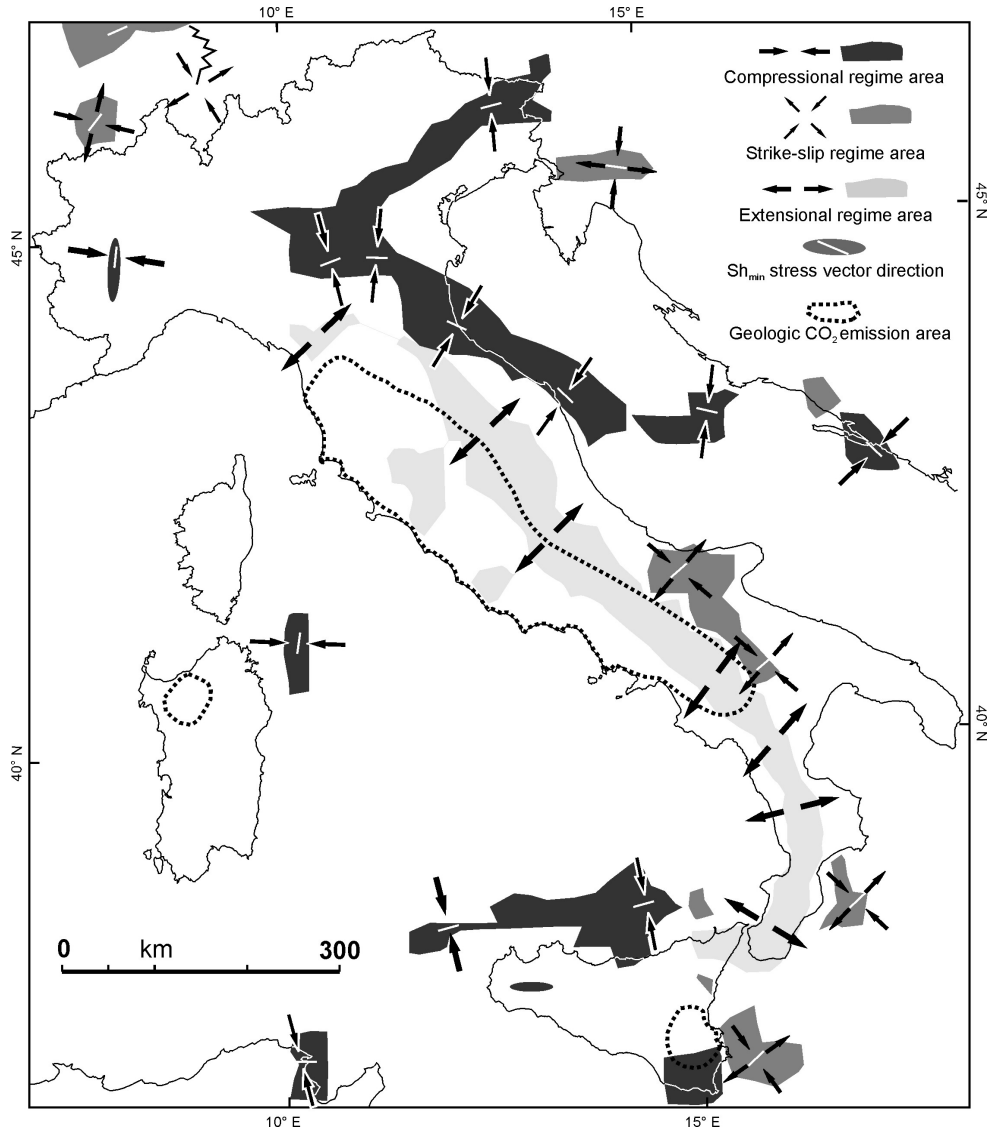 10° E
15° E
Compressional regime area
Strike-slip regime area
Extensional regime area
Shmin stress vector direction
Geologic CO2 emission area
45° N
45° N
40° N
40° N
0 km 300
10° E
15° E